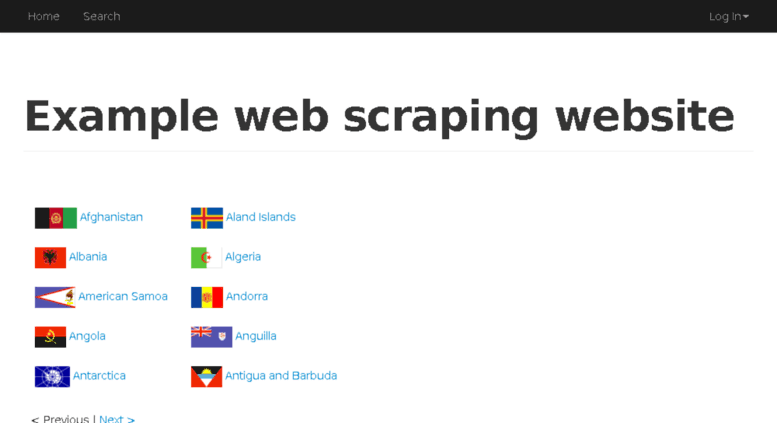 Home Search Log In
Example web scraping website
Afghanistan Aland Islands
Albania Algeria
American Samoa Andorra
Angola Anguilla
Antarctica Antigua and Barbuda
< Previous | Next >